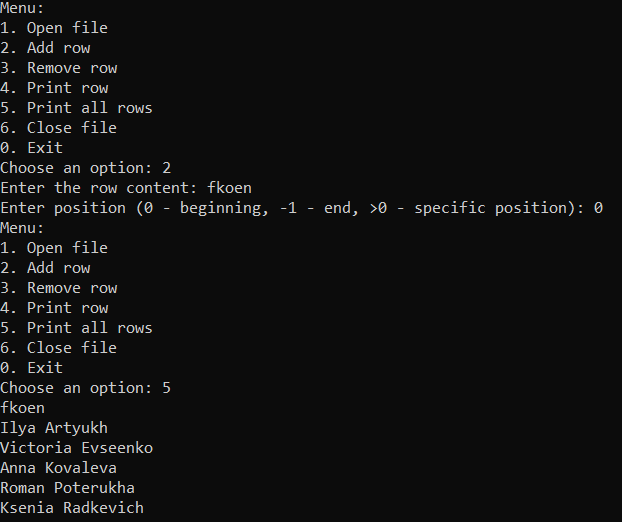 Menu:
1. Open file
2. Add row
3. Remove row
4. Print row
5. Print all rows
6. Close file
0. Exit
Choose an option: 2
Enter the row content: fkoen
Enter position (0 - beginning, -1 - end, >0 - specific position): 0
Menu:
1. Open file
2. Add row
3. Remove row
4. Print row
5. Print all rows
6. Close file
0. Exit
Choose an option: 5
fkoen
Ilya Artyukh
Victoria Evseenko
Anna Kovaleva
Roman Poterukha
Ksenia Radkevich